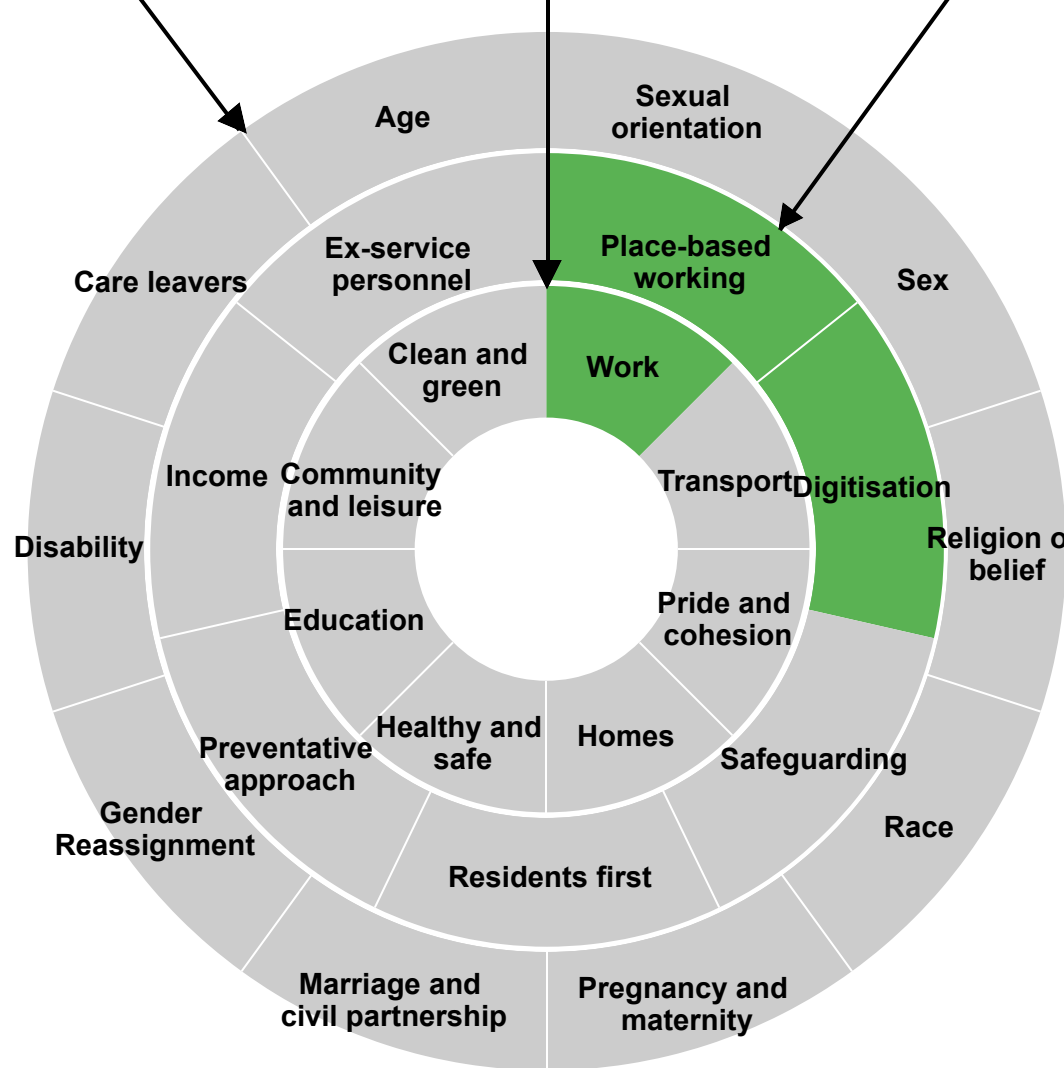 Age
Sexual
orientation
Ex-service
personnel
Place-based
working
Care leavers
Sex
Clean and
green
Work
Income
Community
and leisure
Transport
Digitisation
Disability
Religion o
belief
Education
Pride and
cohesion
Preventative
approach
Healthy and
safe
Homes
Safeguarding
Gender
Reassignment
Race
Residents first
Marriage and
civil partnership
Pregnancy and
maternity